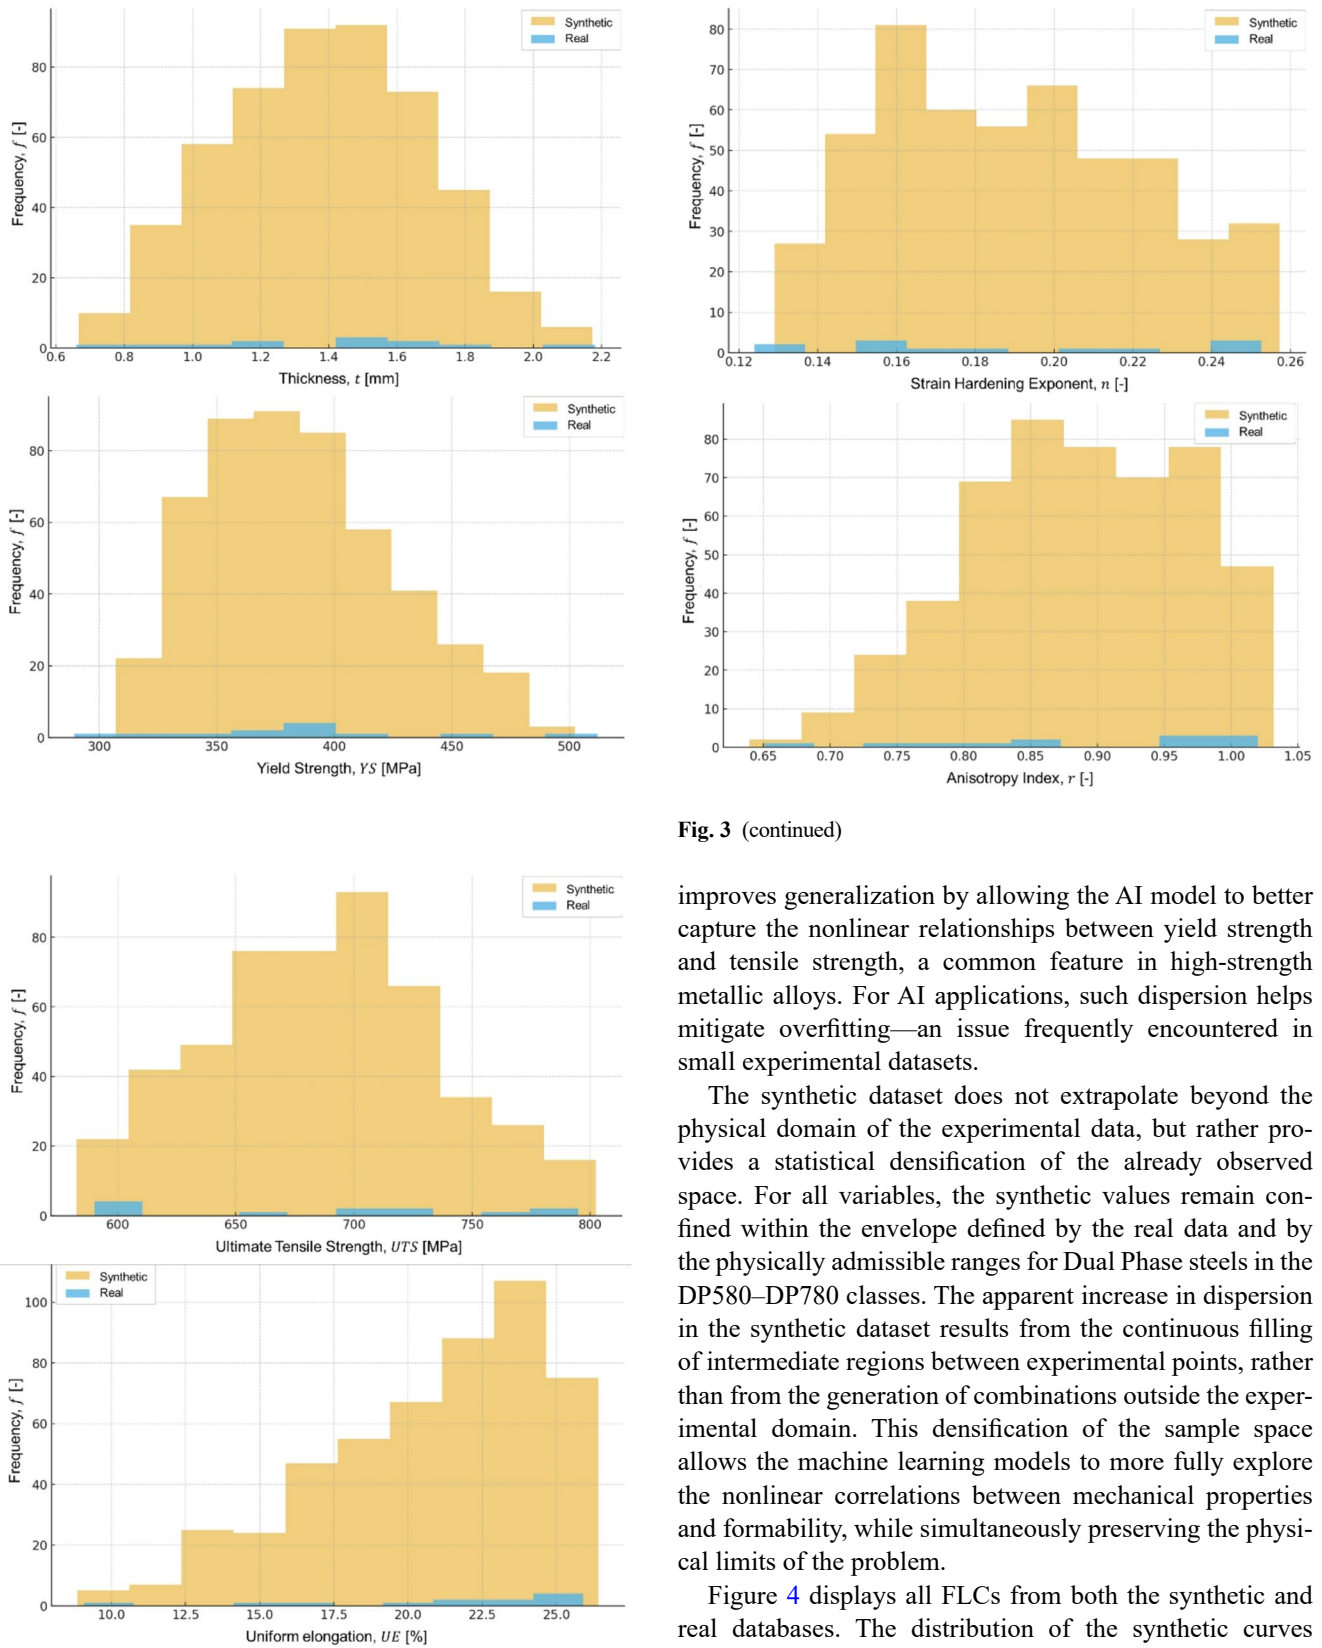 Synthetic
Real
80
60
40
20
0
0.6 0.8 1.0 1.2 1.4 1.6 1.8 2.0 2.2
Frequency, f [-]
Thickness, t [mm]
Synthetic
Real
80
60
40
20
0
300 350 400 450 500
Frequency, f [-]
Yield Strength, YS [MPa]
Synthetic
Real
80
60
40
20
0
600 650 700 750 800
Frequency, f [-]
Ultimate Tensile Strength, UTS [MPa]
Synthetic
Real
100
80
60
40
20
0
10.0 12.5 15.0 17.5 20.0 22.5 25.0
Frequency, f [-]
Uniform elongation, UE [%]
Synthetic
Real
80
70
60
50
40
30
20
10
0
0.12 0.14 0.16 0.18 0.20 0.22 0.24 0.26
Frequency, f [-]
Strain Hardening Exponent, n [-]
Synthetic
Real
80
70
60
50
40
30
20
10
0
0.65 0.70 0.75 0.80 0.85 0.90 0.95 1.00 1.05
Frequency, f [-]
Anisotropy Index, r [-]
Fig. 3 (continued)
improves generalization by allowing the AI model to better
capture the nonlinear relationships between yield strength
and tensile strength, a common feature in high-strength
metallic alloys. For AI applications, such dispersion helps
mitigate overfitting—an issue frequently encountered in
small experimental datasets.
The synthetic dataset does not extrapolate beyond the
physical domain of the experimental data, but rather pro-
vides a statistical densification of the already observed
space. For all variables, the synthetic values remain con-
fined within the envelope defined by the real data and by
the physically admissible ranges for Dual Phase steels in the
DP580–DP780 classes. The apparent increase in dispersion
in the synthetic dataset results from the continuous filling
of intermediate regions between experimental points, rather
than from the generation of combinations outside the exper-
imental domain. This densification of the sample space
allows the machine learning models to more fully explore
the nonlinear correlations between mechanical properties
and formability, while simultaneously preserving the physi-
cal limits of the problem.
Figure 4 displays all FLCs from both the synthetic and
real databases. The distribution of the synthetic curves